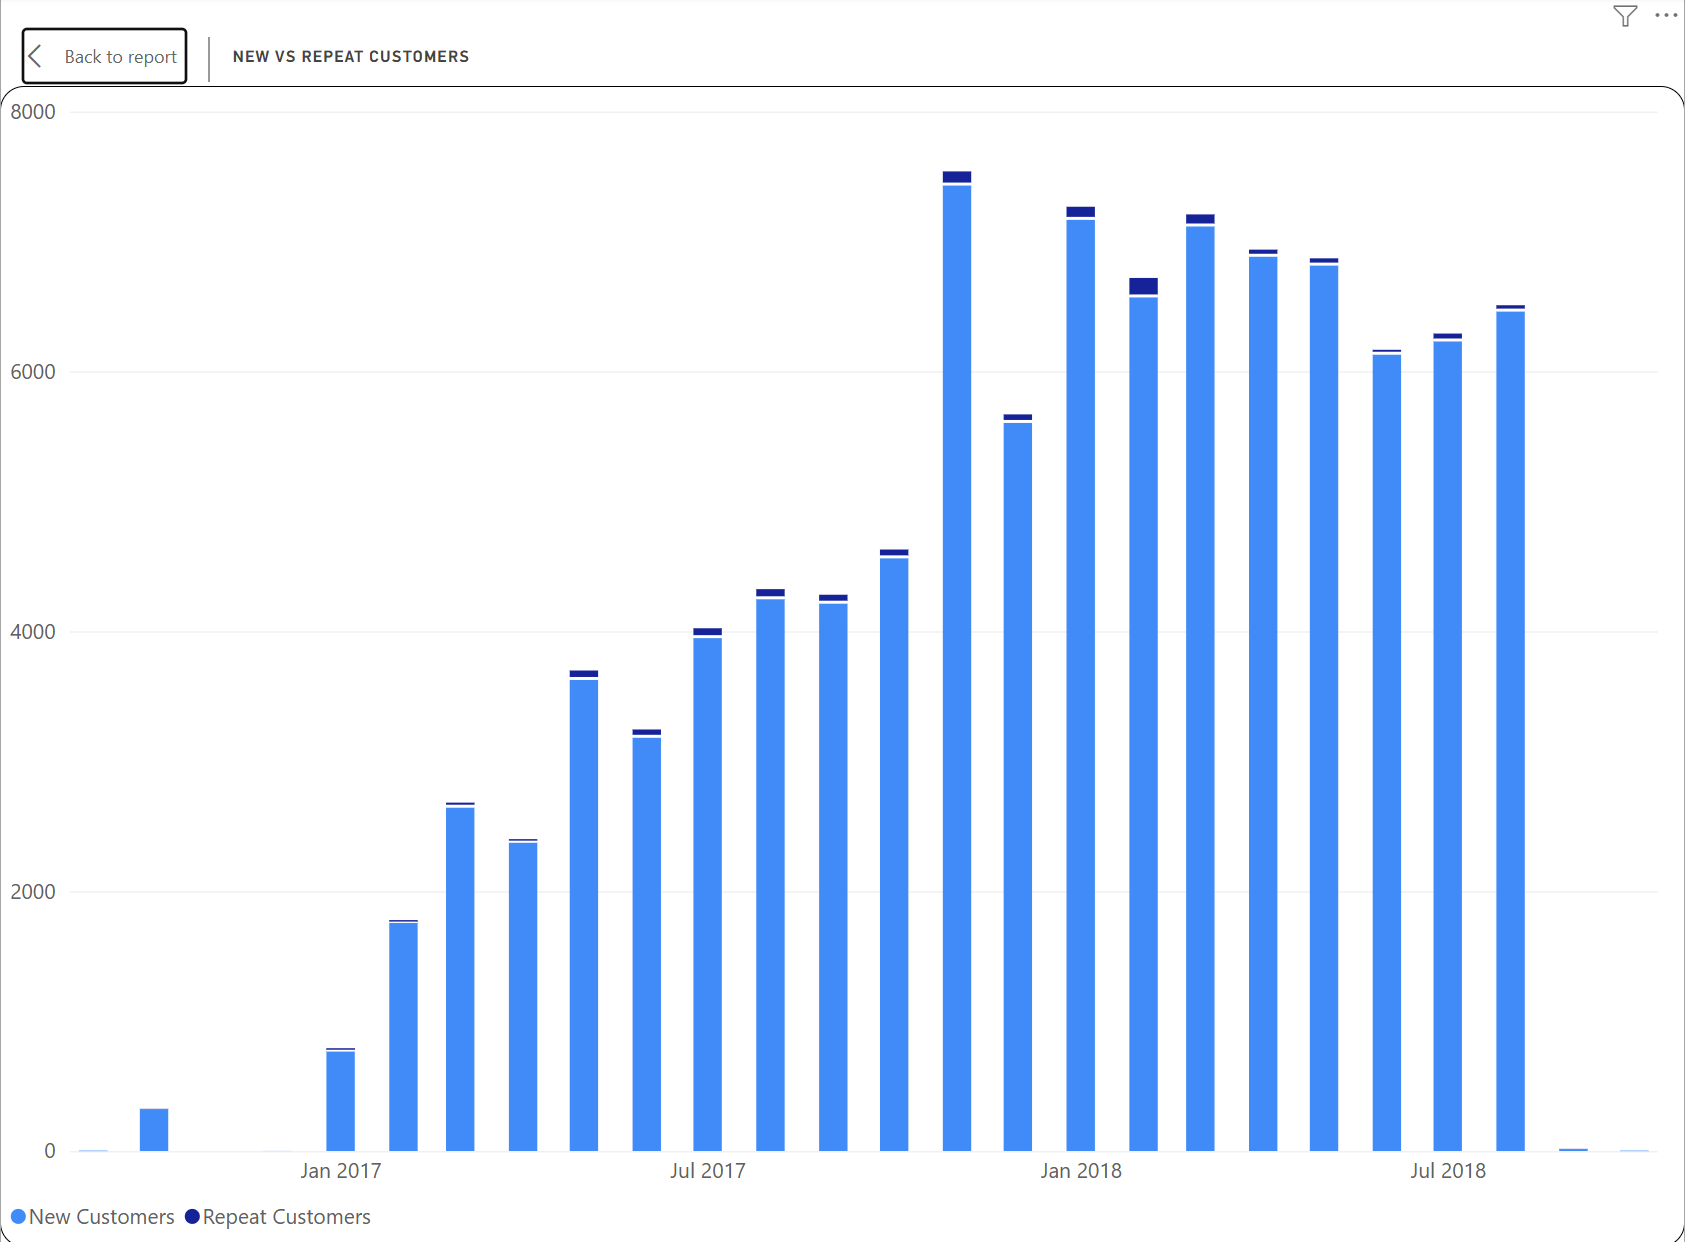 Back to report
NEW VS REPEAT CUSTOMERS
8000
6000
4000
2000
0
Jan 2017 Jul 2017 Jan 2018 Jul 2018
New Customers Repeat Customers